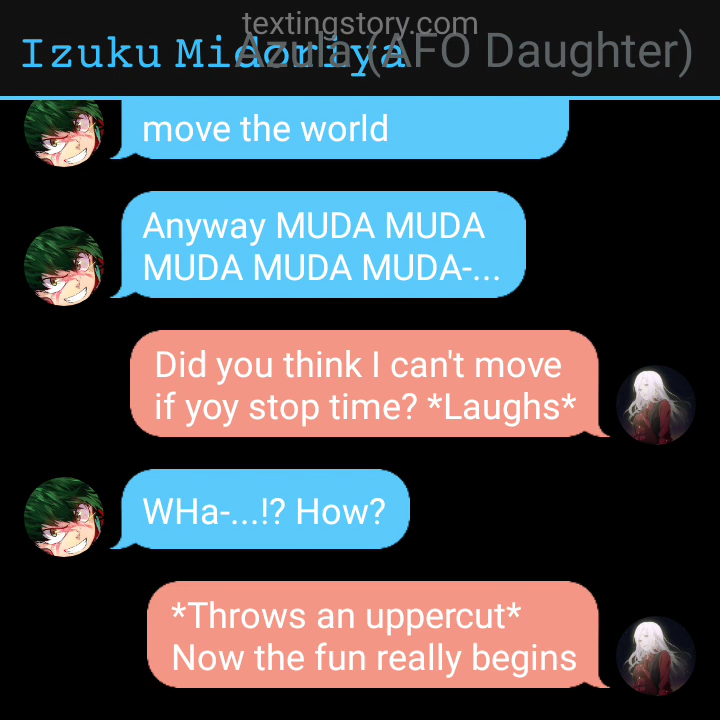 textingstory.com
Izuku Midoriya
Azula (AFO Daughter)
move the world
Anyway MUDA MUDA
MUDA MUDA MUDA-...
Did you think I can't move
if yoy stop time? *Laughs*
WHa-...!? How?
*Throws an uppercut*
Now the fun really begins